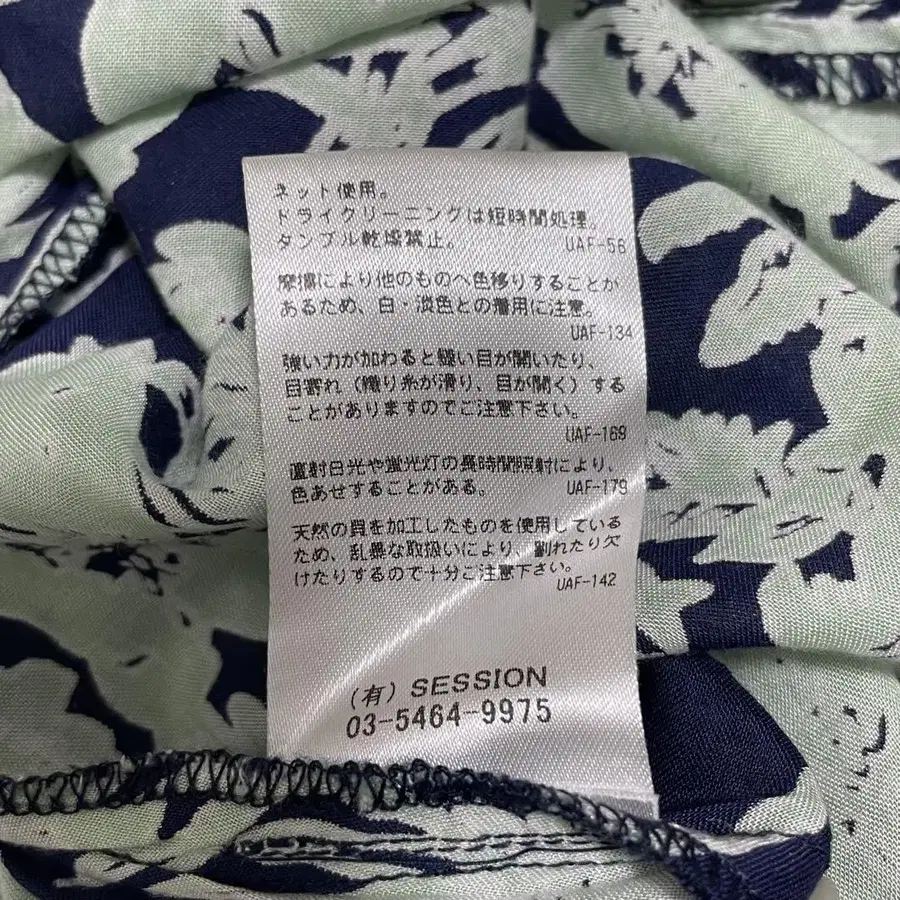 ネット使用。
ドライクリーニングは短時間処理。
タンブル乾燥禁止。
UAF-56
摩擦により他のものへ色移りすることが
あるため、白・淡色との着用に注意。
UAF-134
強い力が加わると縫い目が開いたり、
目寄れ（織り糸が滑り、目が開く）する
ことがありますのでご注意下さい。
UAF-169
直射日光や蛍光灯の長時間照射により、
色あせすることがある。
UAF-179
天然の貝を加工したものを使用している
ため、乱暴な取扱いにより、割れたり欠
けたりするので十分ご注意下さい。
UAF-142
（有）SESSION
03-5464-9975